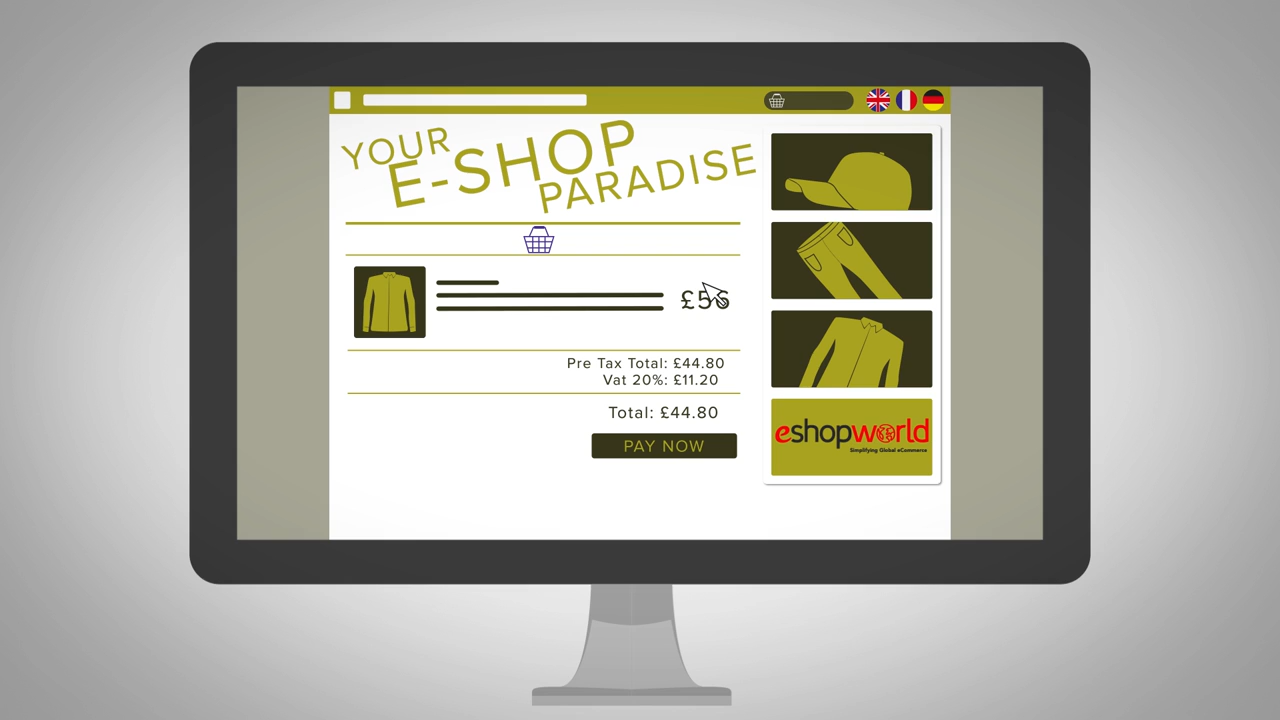 YOUR
E-SHOP
PARADISE
Pre Tax Total: £44.80
Vat 20%: £11.20
Total: £44.80
PAY NOW
eshopworld
Simplifying Global eCommerce